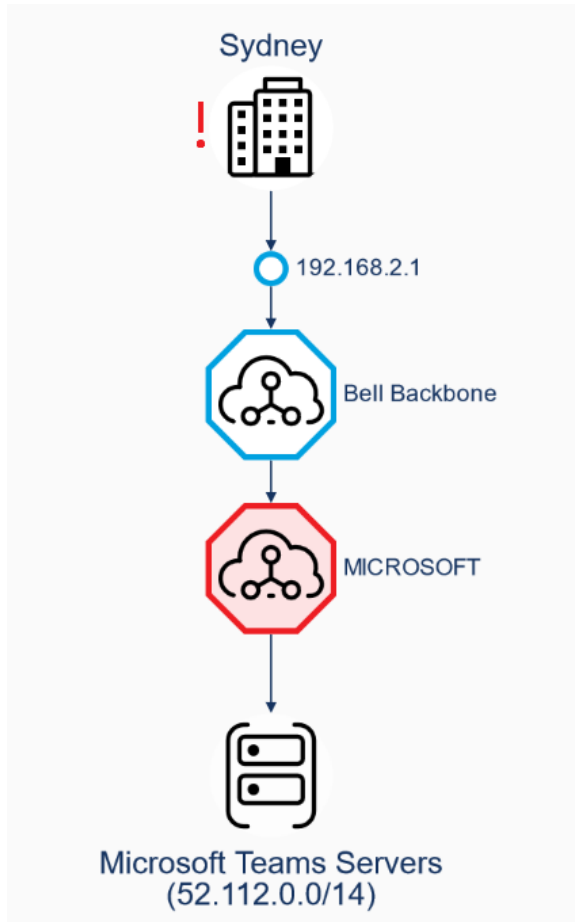 Sydney
!
192.168.2.1
Bell Backbone
MICROSOFT
Microsoft Teams Servers
(52.112.0.0/14)